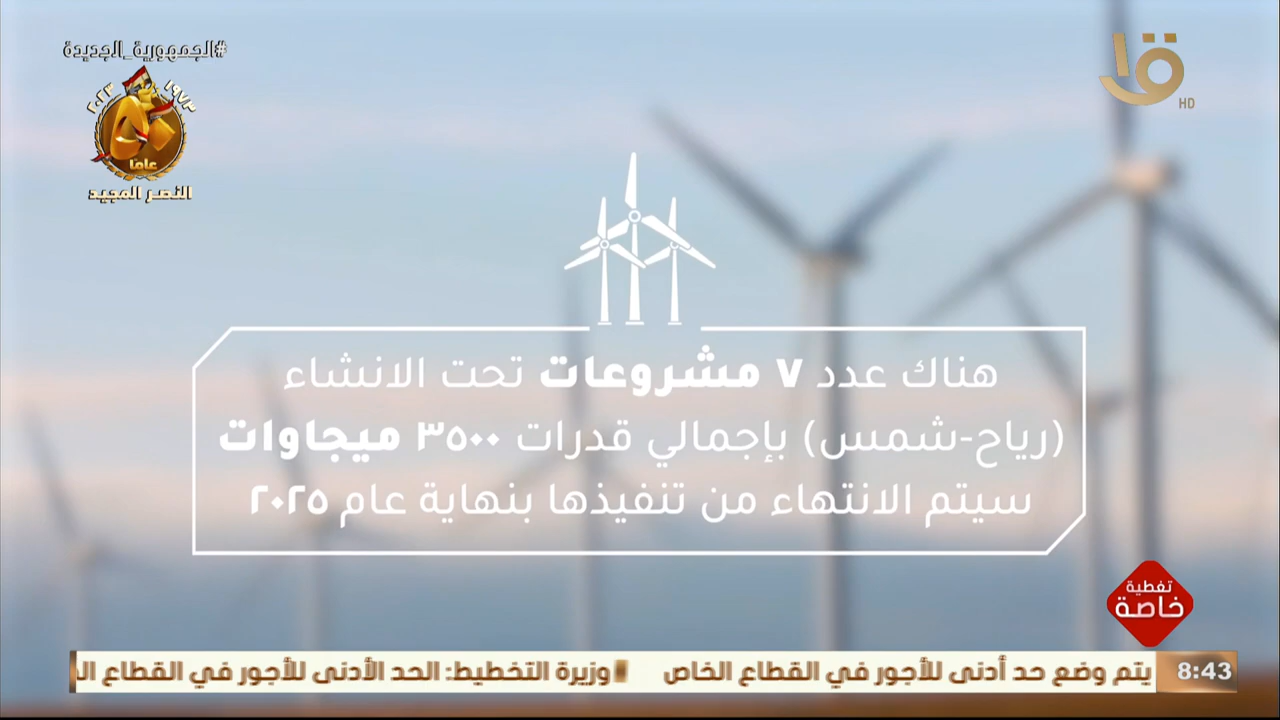 #الجمهورية_الجديدة
١٩٧٣
٢٠٢٣
٥٠
عاما
النصر المجيد
HD
هناك عدد ٧ مشروعات تحت الانشاء
(رياح-شمس) بإجمالي قدرات ٣٥٠٠ ميجاوات
سيتم الانتهاء من تنفيذها بنهاية عام ٢٠٢٥
تغطية
خاصة
8:43
يتم وضع حد أدنى للأجور في القطاع الخاص
وزيرة التخطيط: الحد الأدنى للأجور في القطاع ال